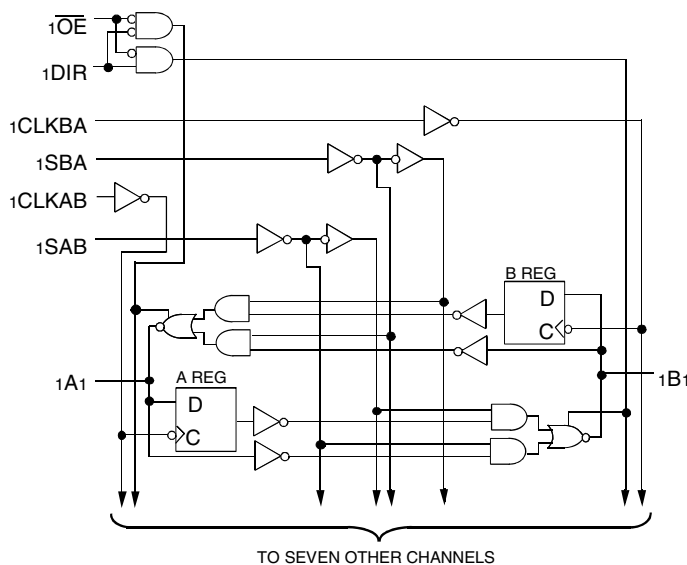 1OE
1DIR
1CLKBA
1SBA
1CLKAB
1SAB
B REG
D
C
1A1
1B1
A REG
D
C
TO SEVEN OTHER CHANNELS